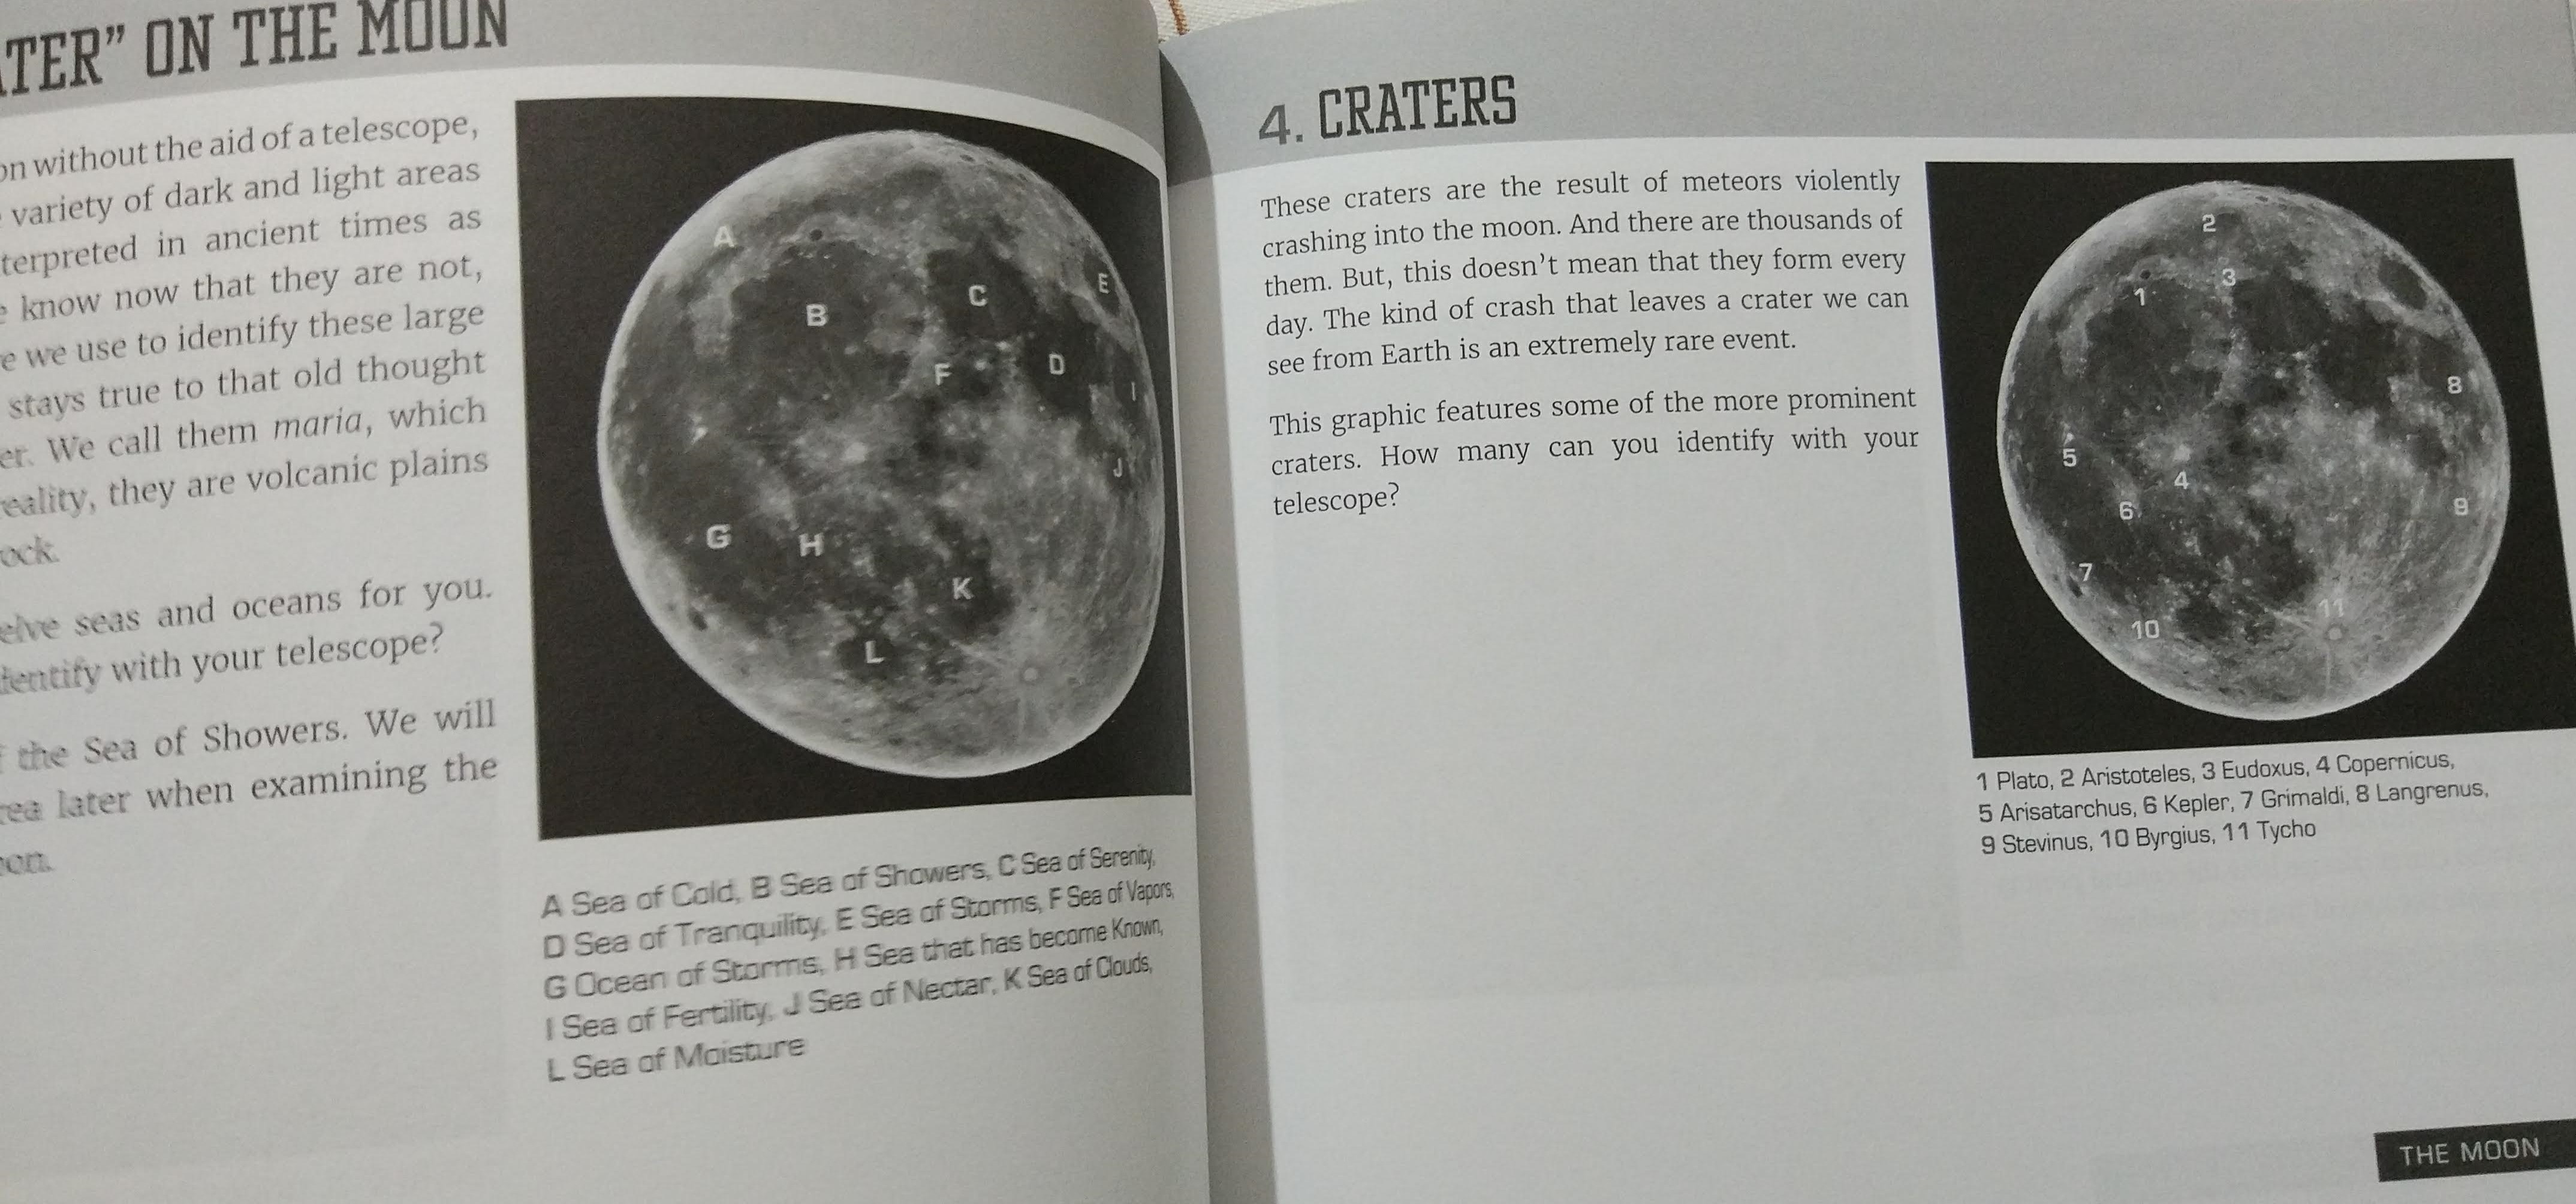 ATER” ON THE MOON
on without the aid of a telescope,
variety of dark and light areas
terpreted in ancient times as
know now that they are not,
e we use to identify these large
stays true to that old thought
er. We call them maria, which
reality, they are volcanic plains
ock.
elve seas and oceans for you.
dentify with your telescope?
f the Sea of Showers. We will
rea later when examining the
oon.
A
B
C
E
D
F
I
J
G
H
K
L
A Sea of Cold, B Sea of Showers, C Sea of Serenity,
D Sea of Tranquility, E Sea of Storms, F Sea of Vapors,
G Ocean of Storms, H Sea that has become Known,
I Sea of Fertility, J Sea of Nectar, K Sea of Clouds,
L Sea of Moisture
4. CRATERS
These craters are the result of meteors violently
crashing into the moon. And there are thousands of
them. But, this doesn’t mean that they form every
day. The kind of crash that leaves a crater we can
see from Earth is an extremely rare event.
This graphic features some of the more prominent
craters. How many can you identify with your
telescope?
2
3
1
8
5
4
6
9
7
11
10
1 Plato, 2 Aristoteles, 3 Eudoxus, 4 Copernicus,
5 Arisatarchus, 6 Kepler, 7 Grimaldi, 8 Langrenus,
9 Stevinus, 10 Byrgius, 11 Tycho
THE MOON